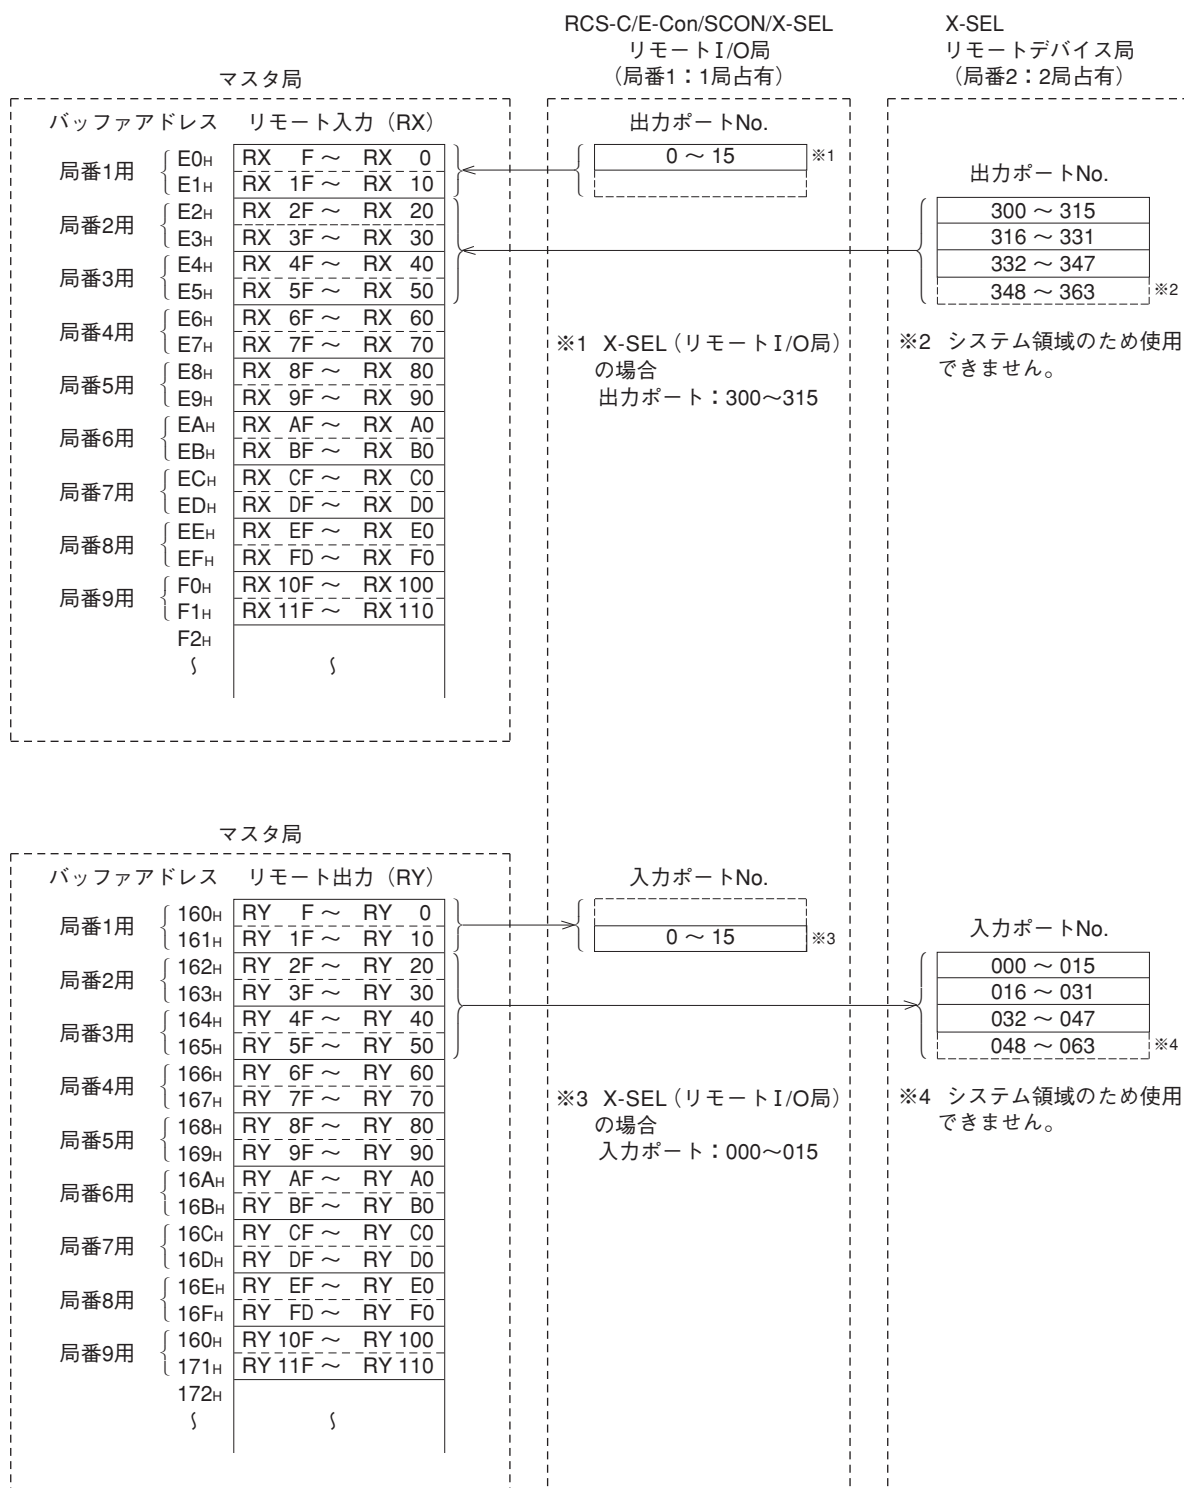 RCS-C/E-Con/SCON/X-SEL
リモートI/O局
（局番1：1局占有）
X-SEL
リモートデバイス局
（局番2：2局占有）
マスタ局
バッファアドレス リモート入力（RX）
局番1用 E0H RX F～ RX 0
E1H RX 1F～ RX 10
局番2用 E2H RX 2F～ RX 20
E3H RX 3F～ RX 30
局番3用 E4H RX 4F～ RX 40
E5H RX 5F～ RX 50
局番4用 E6H RX 6F～ RX 60
E7H RX 7F～ RX 70
局番5用 E8H RX 8F～ RX 80
E9H RX 9F～ RX 90
局番6用 EAH RX AF～ RX A0
EBH RX BF～ RX B0
局番7用 ECH RX CF～ RX C0
EDH RX DF～ RX D0
局番8用 EEH RX EF～ RX E0
EFH RX FD～ RX F0
局番9用 F0H RX 10F～ RX 100
F1H RX 11F～ RX 110
F2H
～ ～
出力ポートNo.
0～15 ※1
※1 X-SEL（リモートI/O局）
の場合
出力ポート：300～315
出力ポートNo.
300～315
316～331
332～347
348～363 ※2
※2 システム領域のため使用
できません。
マスタ局
バッファアドレス リモート出力（RY）
局番1用 160H RY F～ RY 0
161H RY 1F～ RY 10
局番2用 162H RY 2F～ RY 20
163H RY 3F～ RY 30
局番3用 164H RY 4F～ RY 40
165H RY 5F～ RY 50
局番4用 166H RY 6F～ RY 60
167H RY 7F～ RY 70
局番5用 168H RY 8F～ RY 80
169H RY 9F～ RY 90
局番6用 16AH RY AF～ RY A0
16BH RY BF～ RY B0
局番7用 16CH RY CF～ RY C0
16DH RY DF～ RY D0
局番8用 16EH RY EF～ RY E0
16FH RY FD～ RY F0
局番9用 160H RY 10F～ RY 100
171H RY 11F～ RY 110
172H
～ ～
入力ポートNo.
0～15 ※3
※3 X-SEL（リモートI/O局）
の場合
入力ポート：000～015
入力ポートNo.
000～015
016～031
032～047
048～063 ※4
※4 システム領域のため使用
できません。